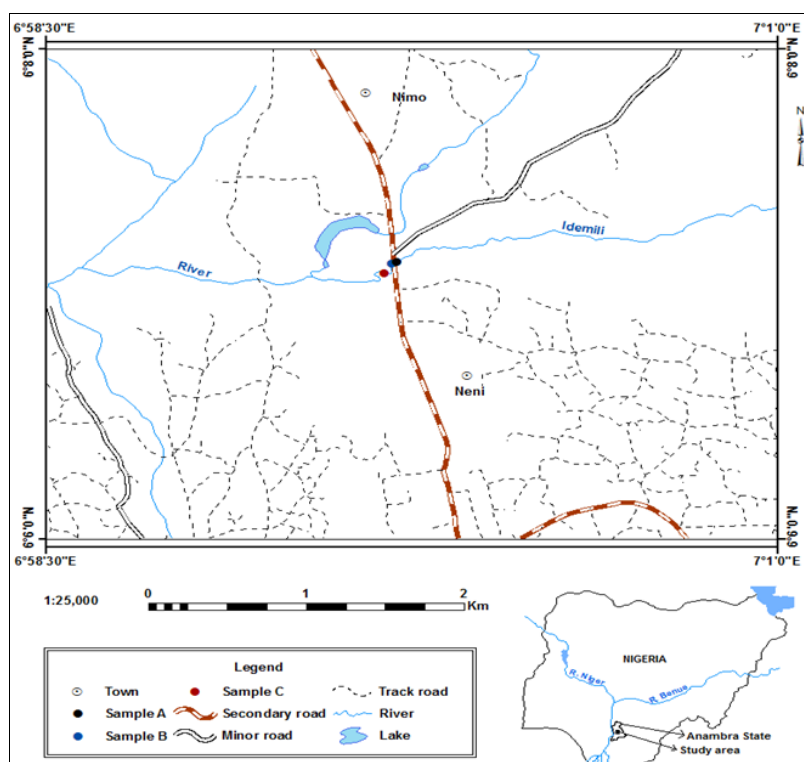 6°58'30"E
7°1'0"E
6°8'0"N
6°8'0"N
Nimo
N
Idemili
River
Neni
6°6'0"N
6°6'0"N
6°58'30"E
7°1'0"E
1:25,000
0 1 2
Km
Legend
Town
Sample C
Track road
Sample A
Secondary road
River
Sample B
Minor road
Lake
NIGERIA
R. Niger
R. Benue
Anambra State
Study area